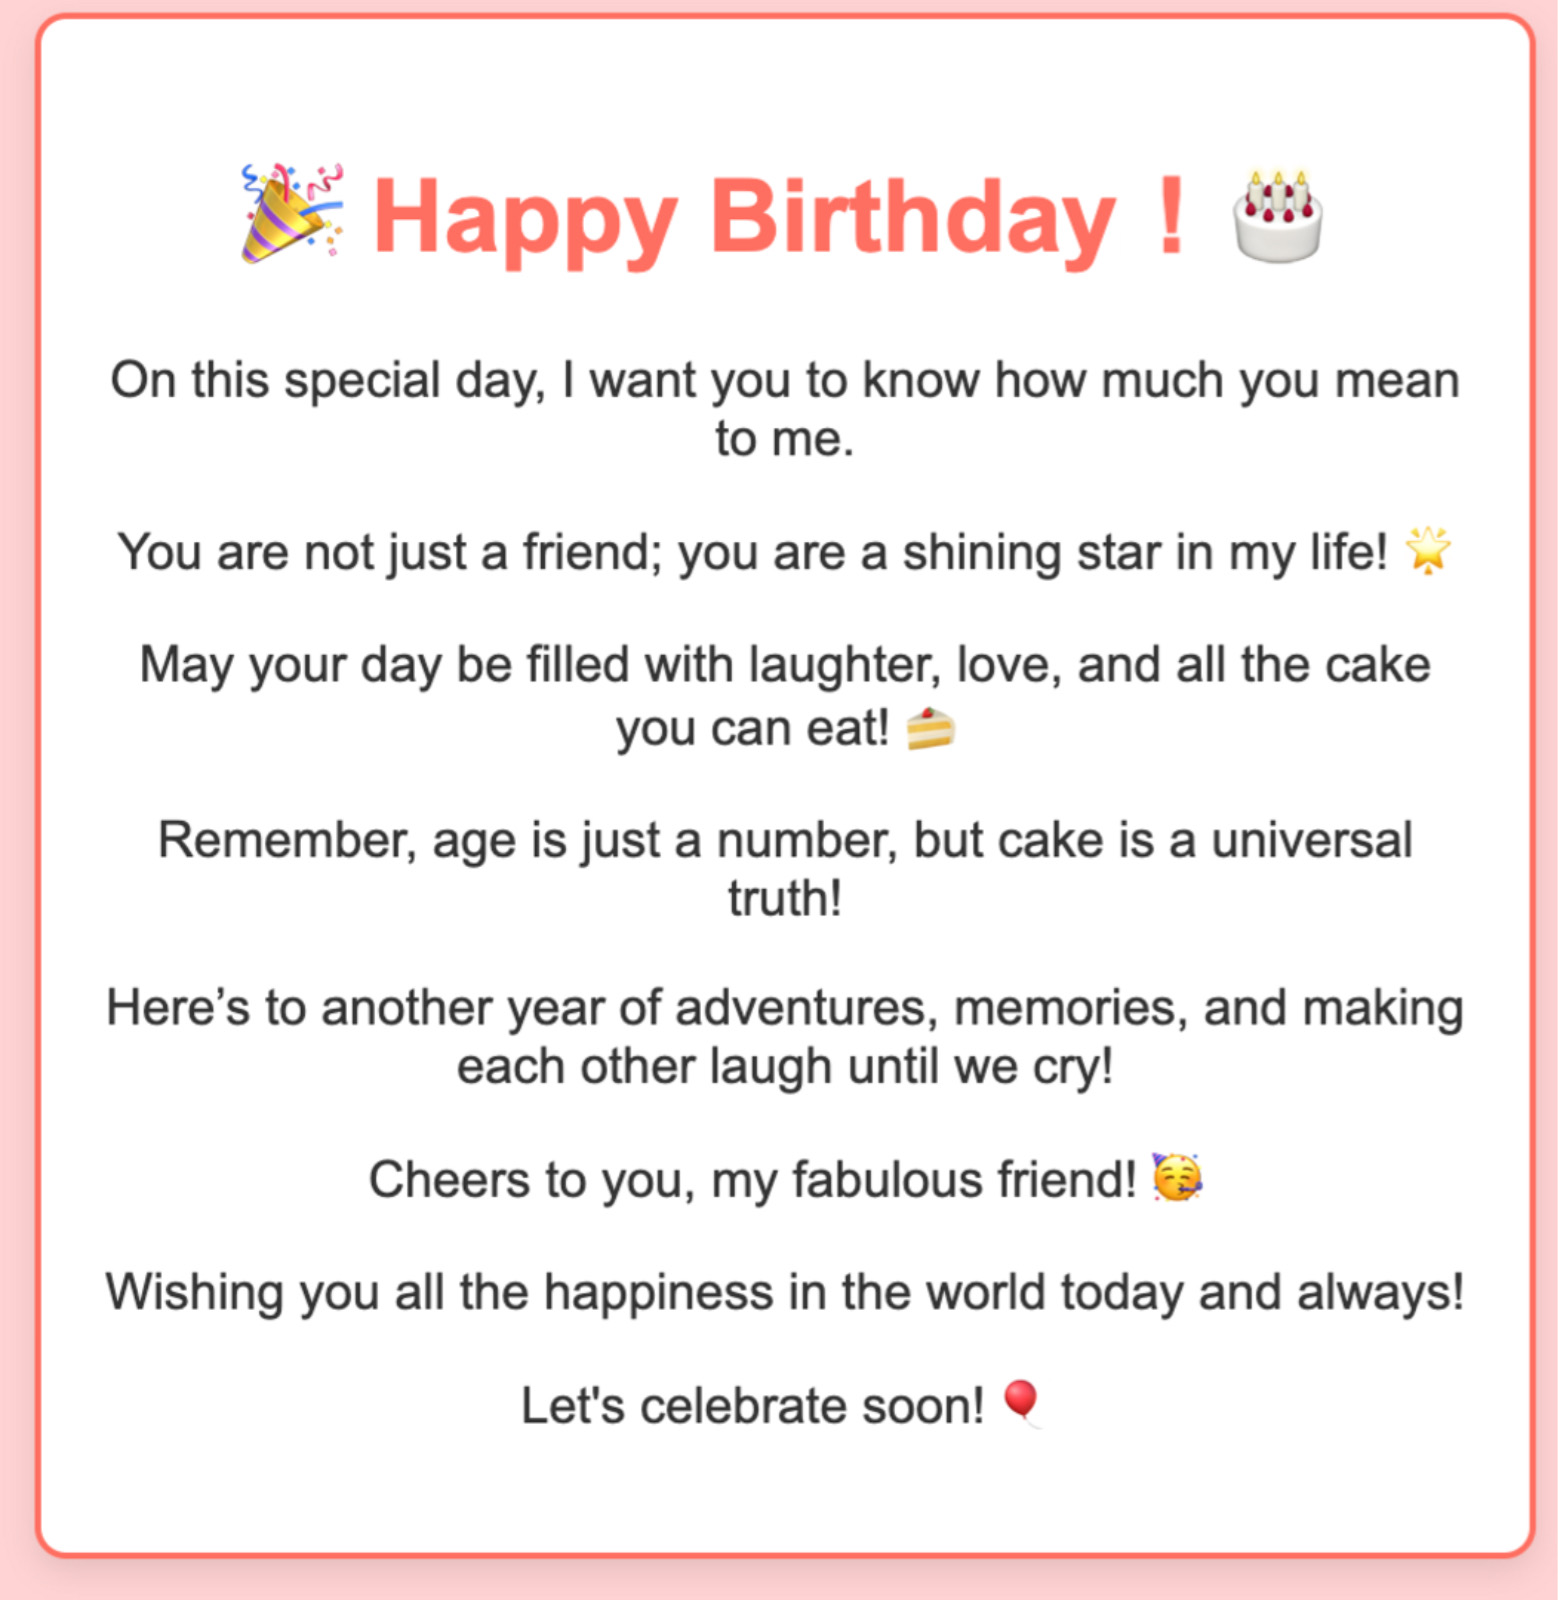 🎉 Happy Birthday ! 🎂
On this special day, I want you to know how much you mean
to me.
You are not just a friend; you are a shining star in my life! 🌟
May your day be filled with laughter, love, and all the cake
you can eat! 🍰
Remember, age is just a number, but cake is a universal
truth!
Here’s to another year of adventures, memories, and making
each other laugh until we cry!
Cheers to you, my fabulous friend! 🥳
Wishing you all the happiness in the world today and always!
Let's celebrate soon! 🎈